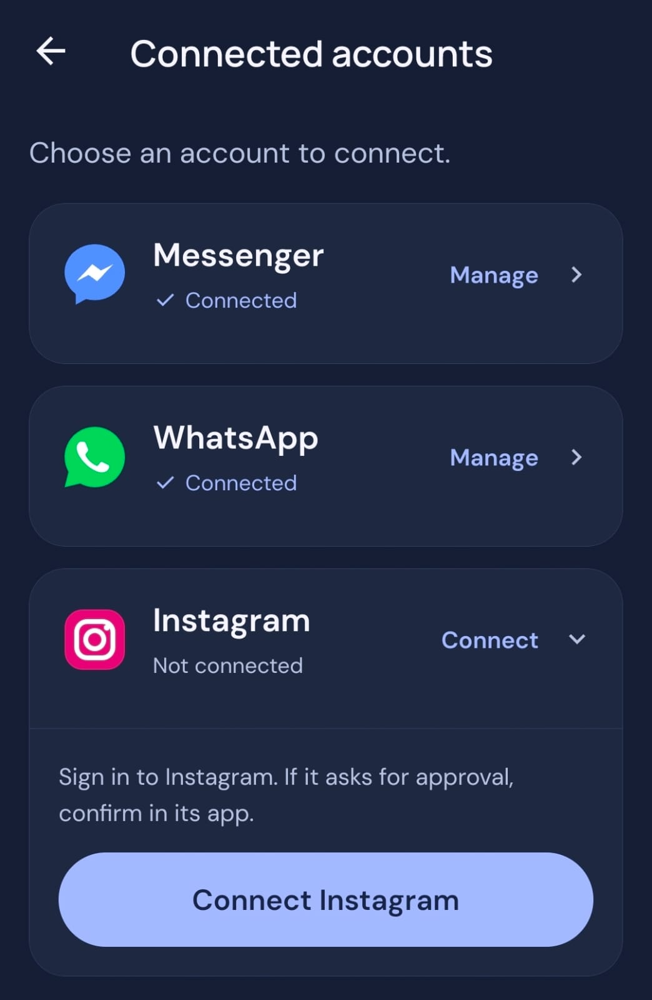 Connected accounts
Choose an account to connect.
Messenger
Connected
Manage
WhatsApp
Connected
Manage
Instagram
Not connected
Connect
Sign in to Instagram. If it asks for approval,
confirm in its app.
Connect Instagram